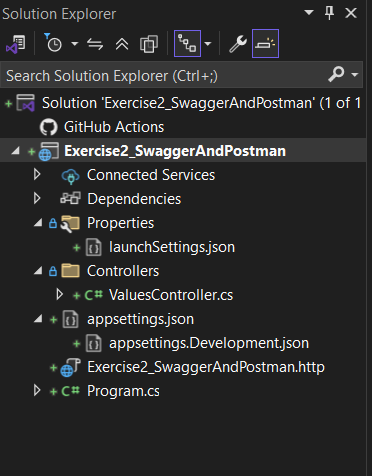 Solution Explorer
Search Solution Explorer (Ctrl+;)
Solution 'Exercise2_SwaggerAndPostman' (1 of 1
GitHub Actions
Exercise2_SwaggerAndPostman
Connected Services
Dependencies
Properties
launchSettings.json
Controllers
C# ValuesController.cs
appsettings.json
appsettings.Development.json
Exercise2_SwaggerAndPostman.http
C# Program.cs